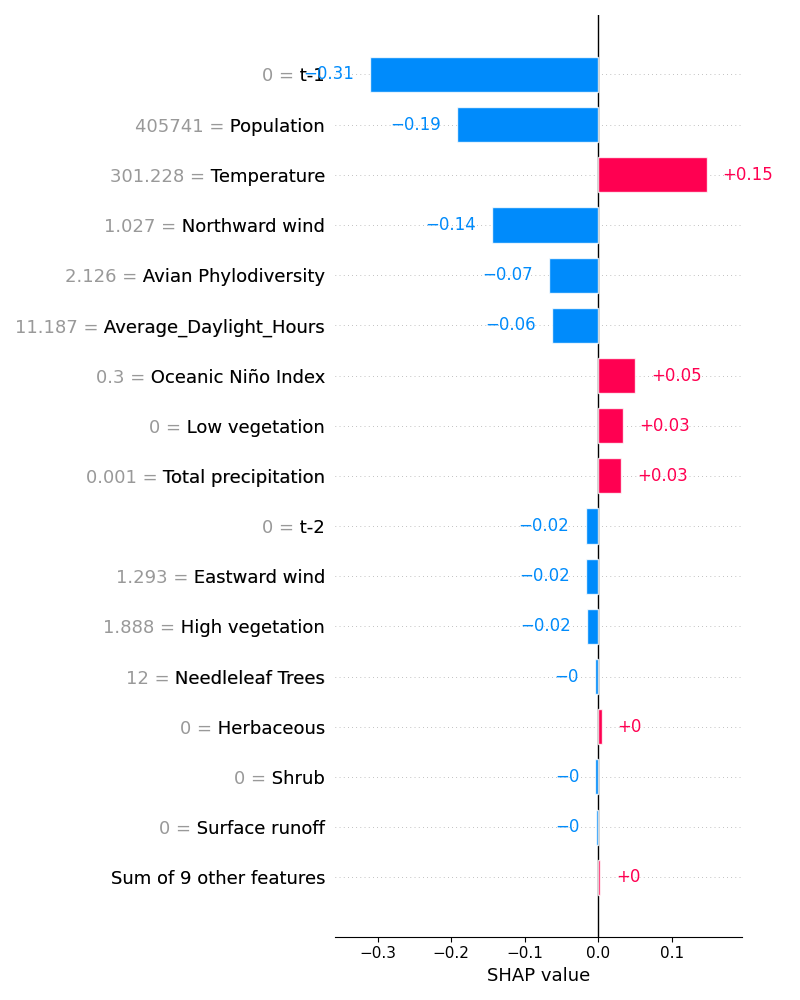 0 = t-1 −0.31
405741 = Population −0.19
301.228 = Temperature +0.15
1.027 = Northward wind −0.14
2.126 = Avian Phylodiversity −0.07
11.187 = Average_Daylight_Hours −0.06
0.3 = Oceanic Niño Index +0.05
0 = Low vegetation +0.03
0.001 = Total precipitation +0.03
0 = t-2 −0.02
1.293 = Eastward wind −0.02
1.888 = High vegetation −0.02
12 = Needleleaf Trees −0
0 = Herbaceous +0
0 = Shrub −0
0 = Surface runoff −0
Sum of 9 other features +0
−0.3 −0.2 −0.1 0.0 0.1
SHAP value